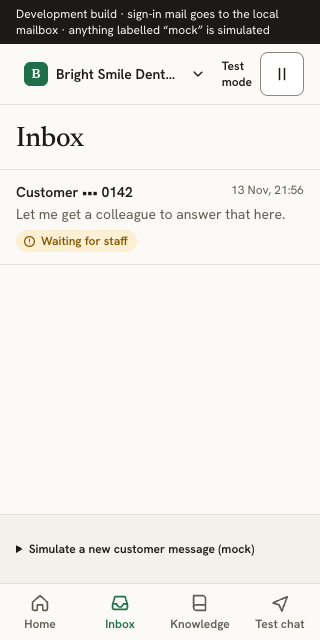 Development build · sign-in mail goes to the local
mailbox · anything labelled “mock” is simulated
B Bright Smile Dent... Test
mode
Inbox
Customer ••• 0142 13 Nov, 21:56
Let me get a colleague to answer that here.
Waiting for staff
Simulate a new customer message (mock)
Home Inbox Knowledge Test chat